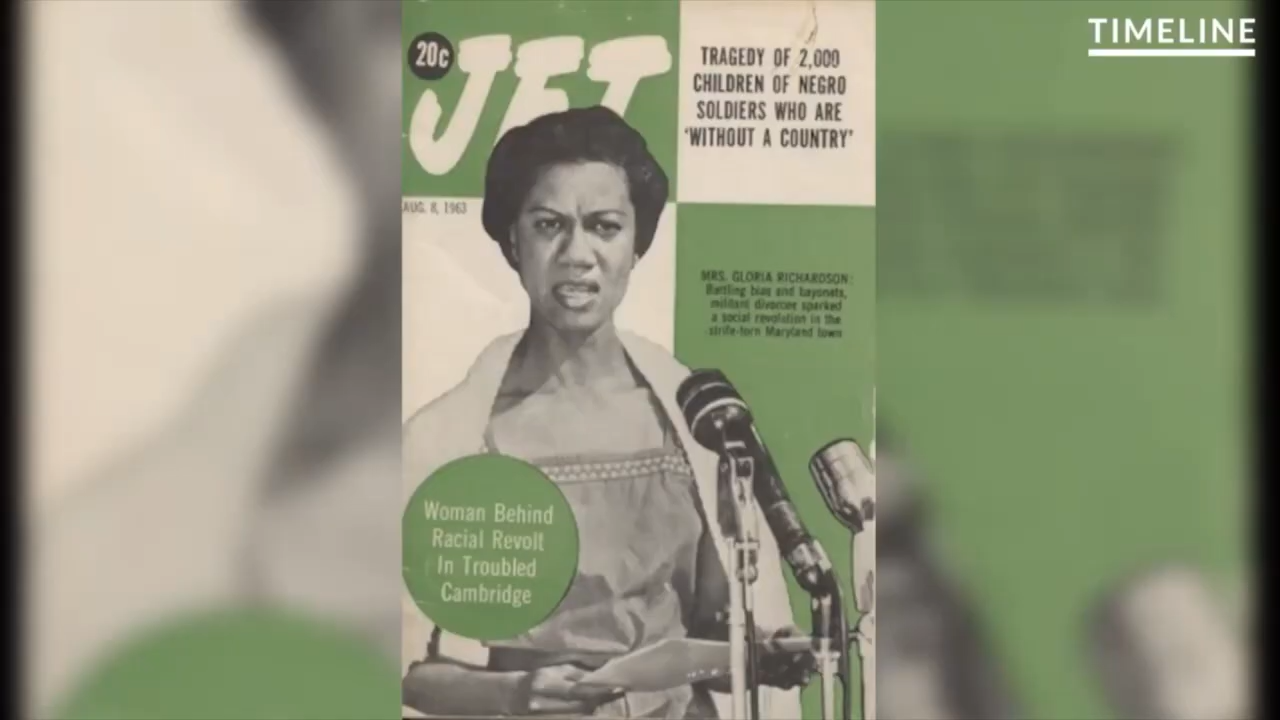 TIMELINE
20c
JET
TRAGEDY OF 2,000
CHILDREN OF NEGRO
SOLDIERS WHO ARE
'WITHOUT A COUNTRY'
AUG. 8, 1963
MRS. GLORIA RICHARDSON:
Battling bias and bayonets,
militant divorcee sparked
a social revolution in the
strife-torn Maryland town
Woman Behind
Racial Revolt
In Troubled
Cambridge